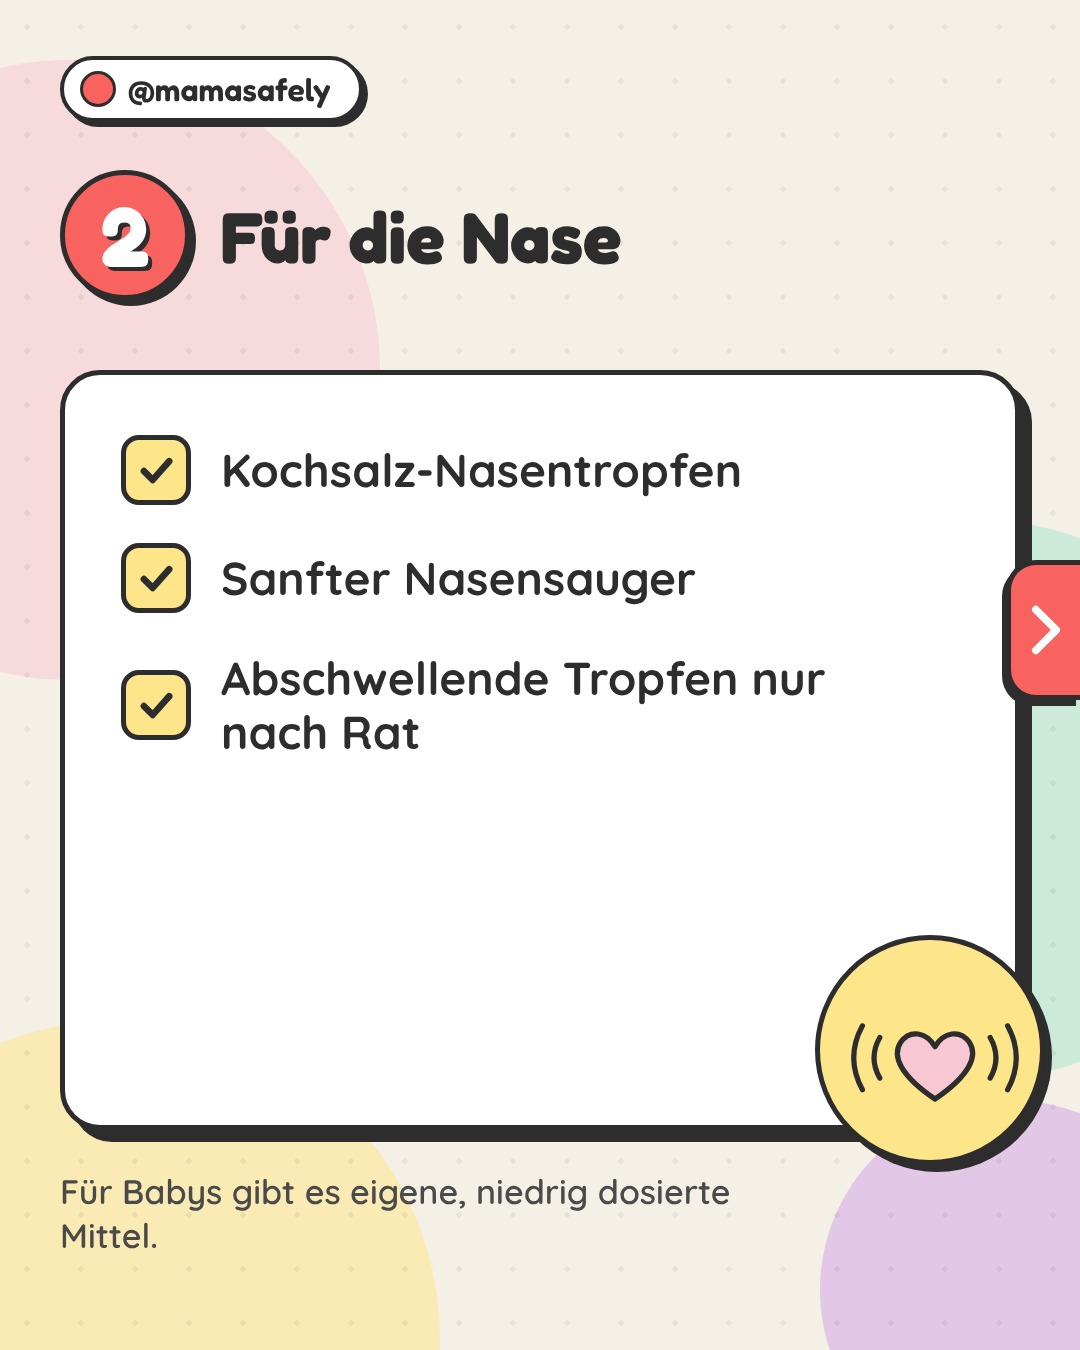 @mamasafely
2
Für die Nase
Kochsalz-Nasentropfen
Sanfter Nasensauger
Abschwellende Tropfen nur
nach Rat
Für Babys gibt es eigene, niedrig dosierte
Mittel.